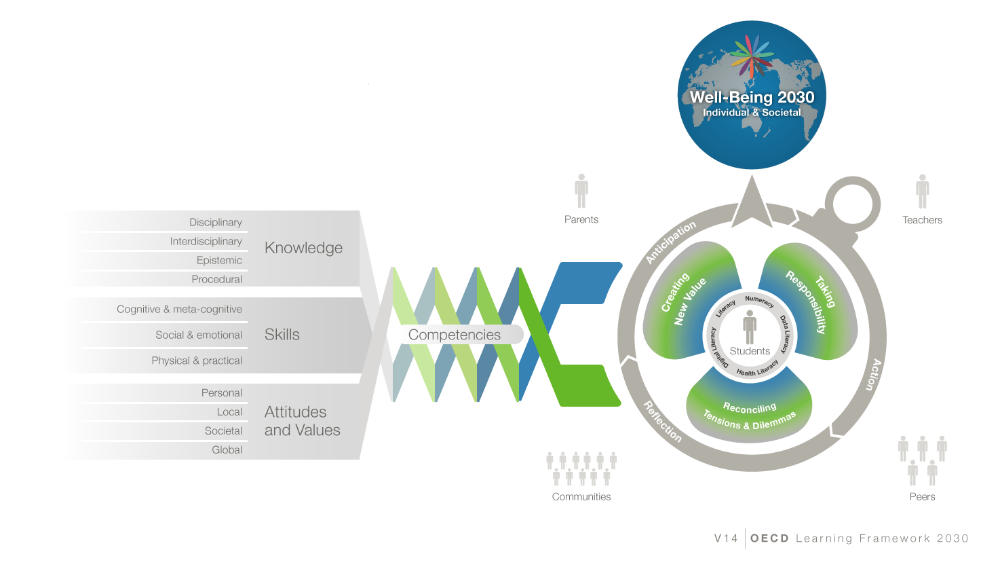 Well-Being 2030
Individual & Societal
Parents
Teachers
Disciplinary
Interdisciplinary
Epistemic
Procedural
Knowledge
Cognitive & meta-cognitive
Social & emotional
Physical & practical
Skills
Personal
Local
Societal
Global
Attitudes
and Values
Competencies
Anticipation
Action
Reflection
Creating
New Value
Taking
Responsibility
Reconciling
Tensions & Dilemmas
Literacy
Numeracy
Data Literacy
Health Literacy
Digital Literacy
Students
Communities
Peers
V14 OECD Learning Framework 2030